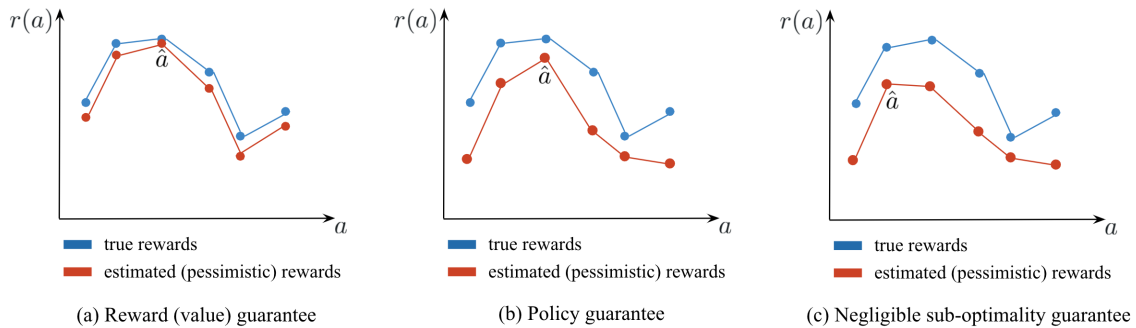 r(a)
â
a
true rewards
estimated (pessimistic) rewards
(a) Reward (value) guarantee
r(a)
â
a
true rewards
estimated (pessimistic) rewards
(b) Policy guarantee
r(a)
â
a
true rewards
estimated (pessimistic) rewards
(c) Negligible sub-optimality guarantee